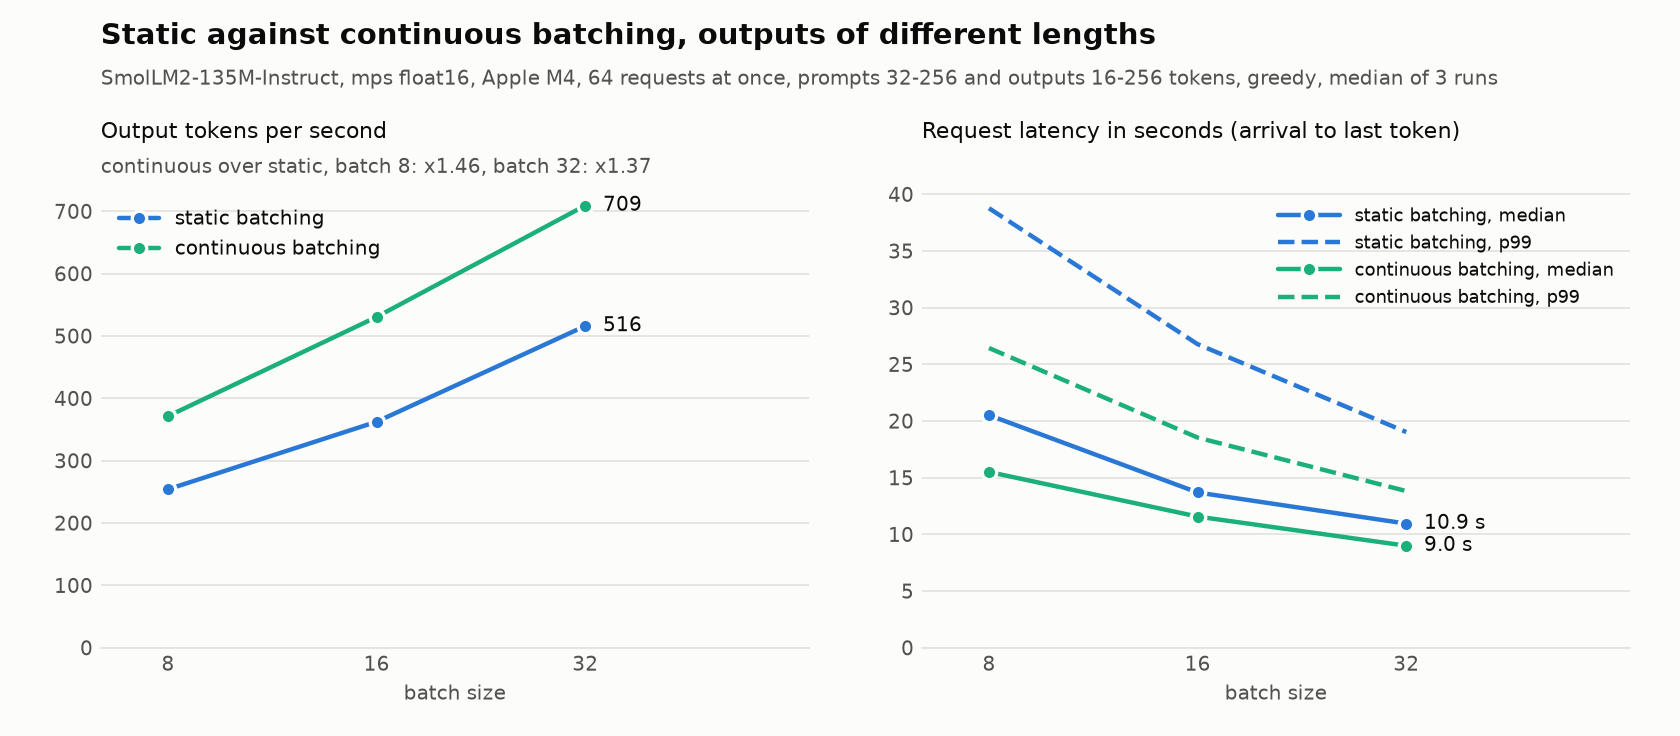 Static against continuous batching, outputs of different lengths
SmolLM2-135M-Instruct, mps float16, Apple M4, 64 requests at once, prompts 32-256 and outputs 16-256 tokens, greedy, median of 3 runs
Output tokens per second
continuous over static, batch 8: x1.46, batch 32: x1.37
700
600
500
400
300
200
100
0
static batching
continuous batching
709
516
8 16 32
batch size
Request latency in seconds (arrival to last token)
40
35
30
25
20
15
10
5
0
static batching, median
static batching, p99
continuous batching, median
continuous batching, p99
10.9 s
9.0 s
8 16 32
batch size